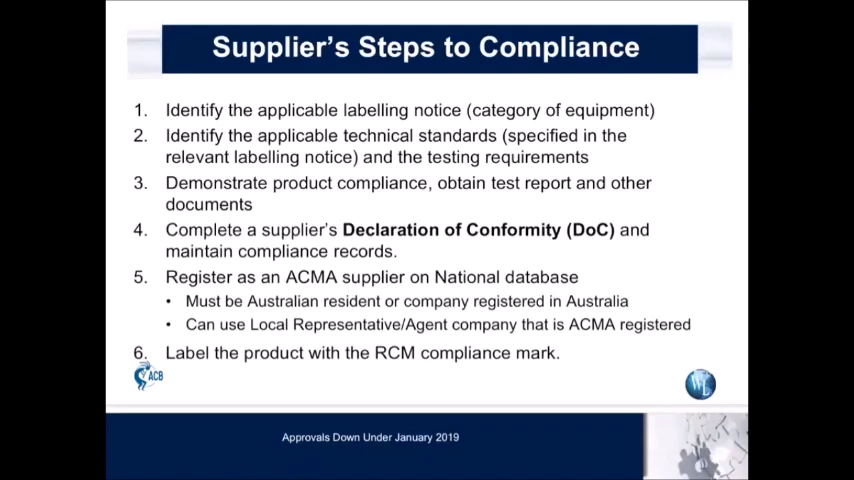 Supplier's Steps to Compliance
1. Identify the applicable labelling notice (category of equipment)
2. Identify the applicable technical standards (specified in the
relevant labelling notice) and the testing requirements
3. Demonstrate product compliance, obtain test report and other
documents
4. Complete a supplier's Declaration of Conformity (DoC) and
maintain compliance records.
5. Register as an ACMA supplier on National database
• Must be Australian resident or company registered in Australia
• Can use Local Representative/Agent company that is ACMA registered
6. Label the product with the RCM compliance mark.
ACB
WL
Approvals Down Under January 2019